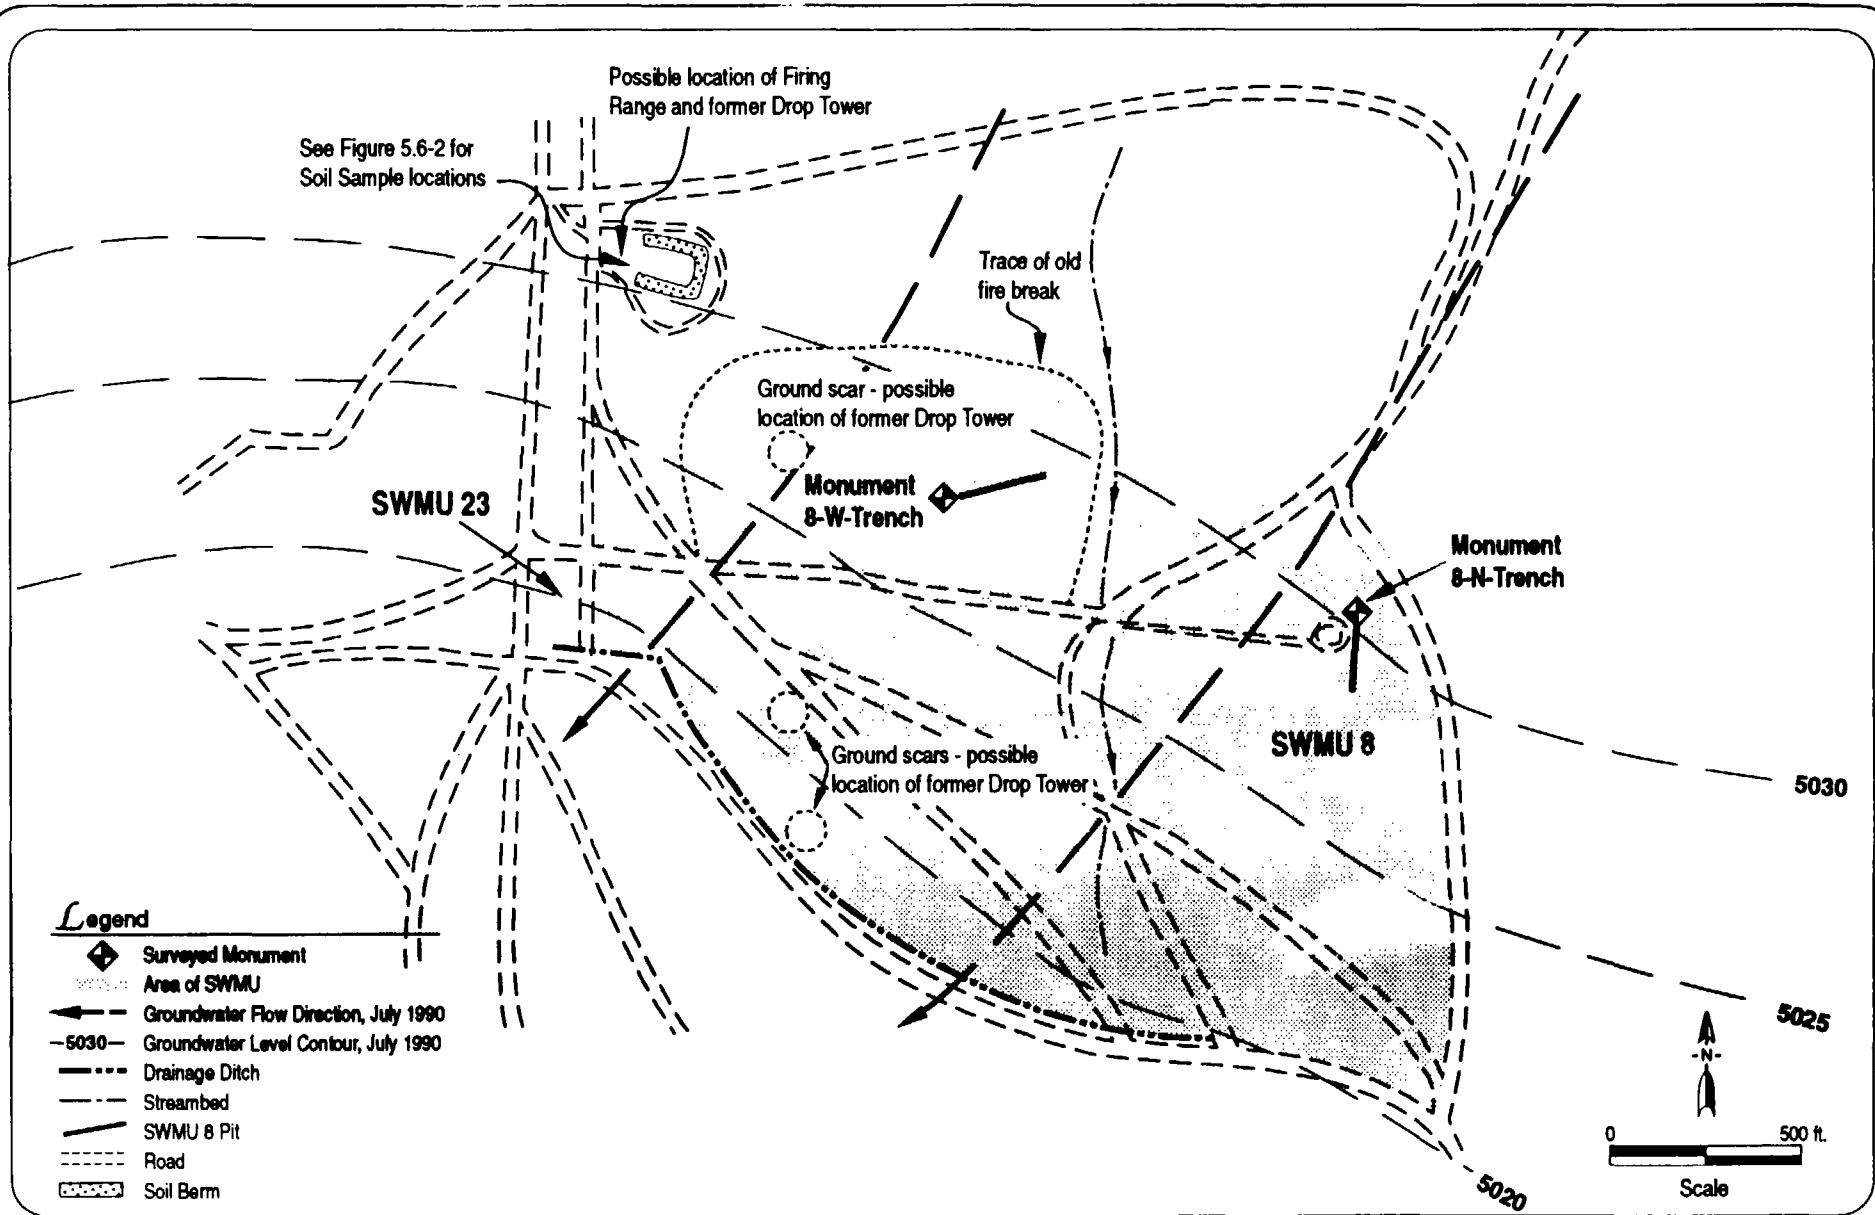 Possible location of Firing
Range and former Drop Tower
See Figure 5.6-2 for
Soil Sample locations
Trace of old
fire break
Ground scar - possible
location of former Drop Tower
SWMU 23
Monument
8-W-Trench
Monument
8-N-Trench
SWMU 8
Ground scars - possible
location of former Drop Tower
5030
5025
5020
Legend
Surveyed Monument
Area of SWMU
Groundwater Flow Direction, July 1990
-5030- Groundwater Level Contour, July 1990
Drainage Ditch
Streambed
SWMU 8 Pit
Road
Soil Berm
-N-
0 500 ft.
Scale